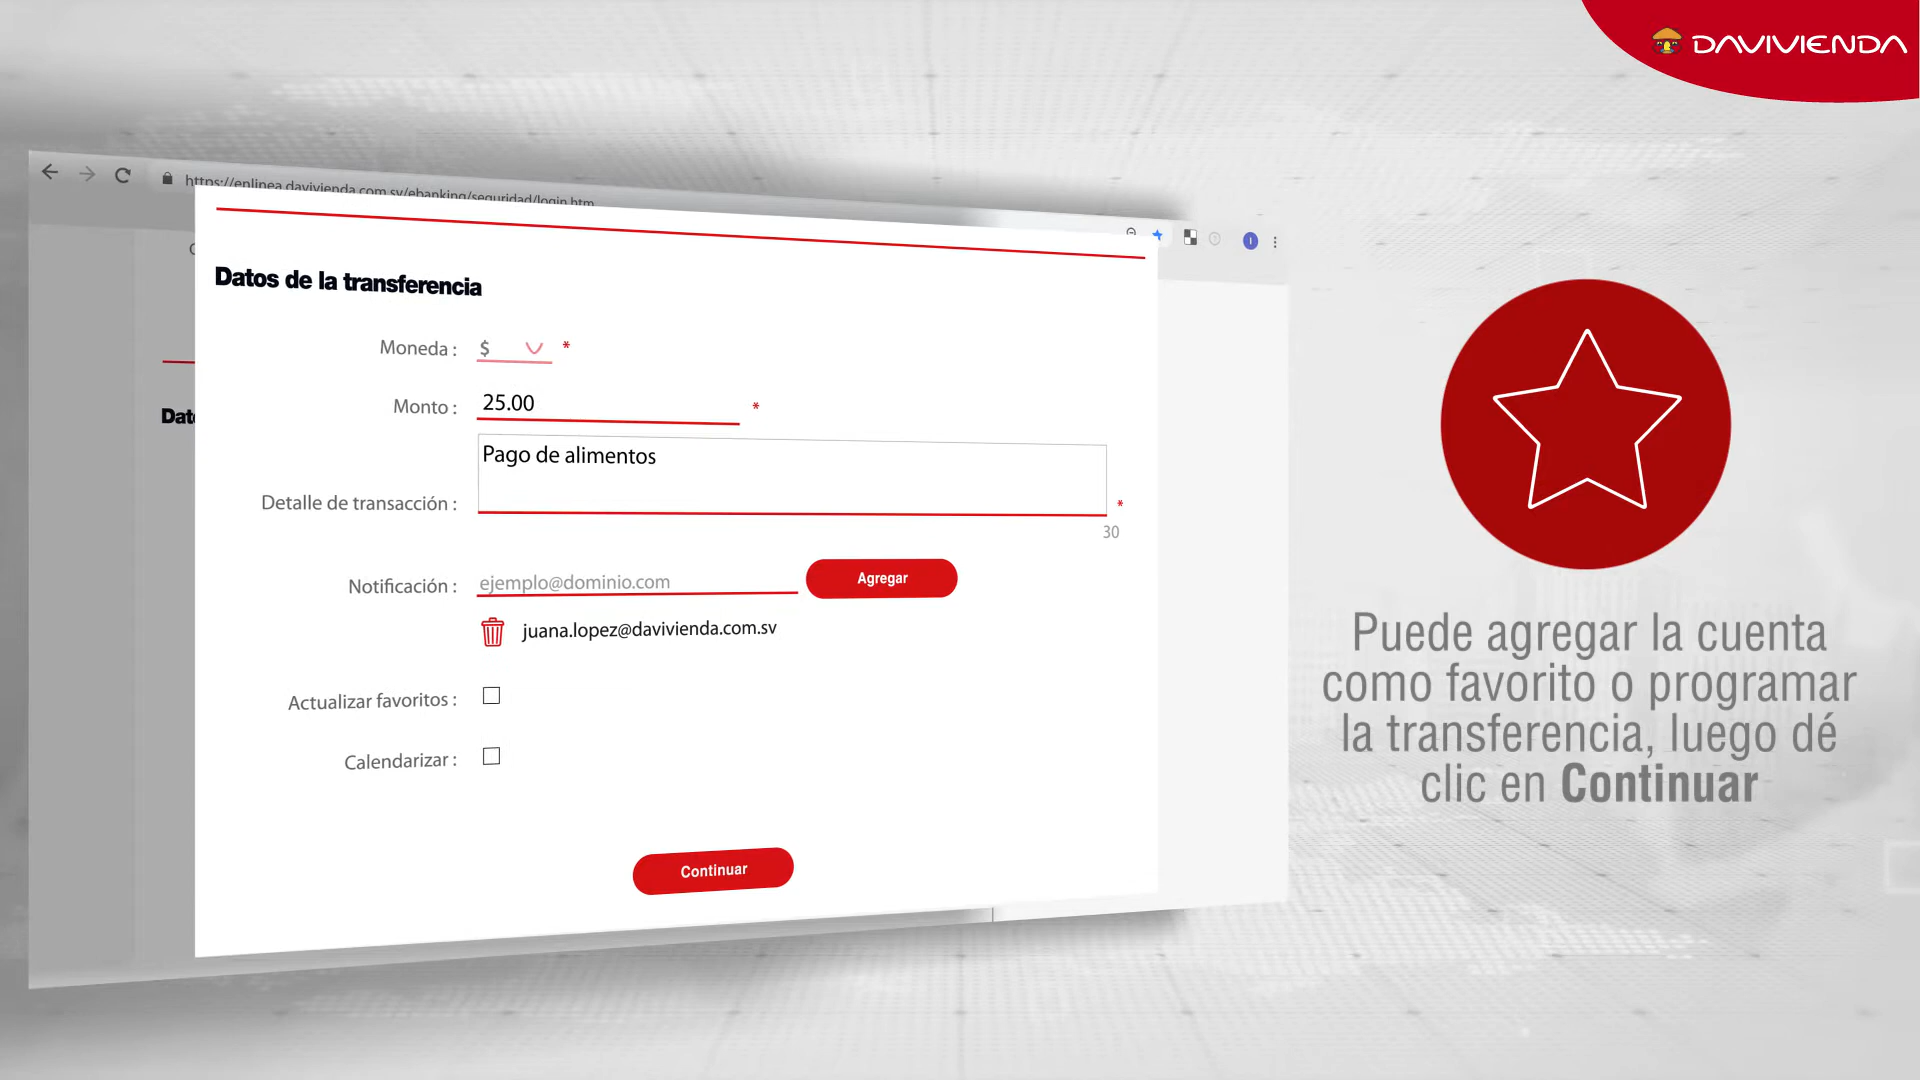 DAVIVIENDA
https://enlinea.davivienda.com.sv/ebanking/seguridad/login.htm
Datos de la transferencia
Moneda : $ *
Monto : 25.00 *
Pago de alimentos
Detalle de transacción : *
30
Notificación : ejemplo@dominio.com Agregar
juana.lopez@davivienda.com.sv
Actualizar favoritos :
Calendarizar :
Continuar
Puede agregar la cuenta
como favorito o programar
la transferencia, luego dé
clic en Continuar